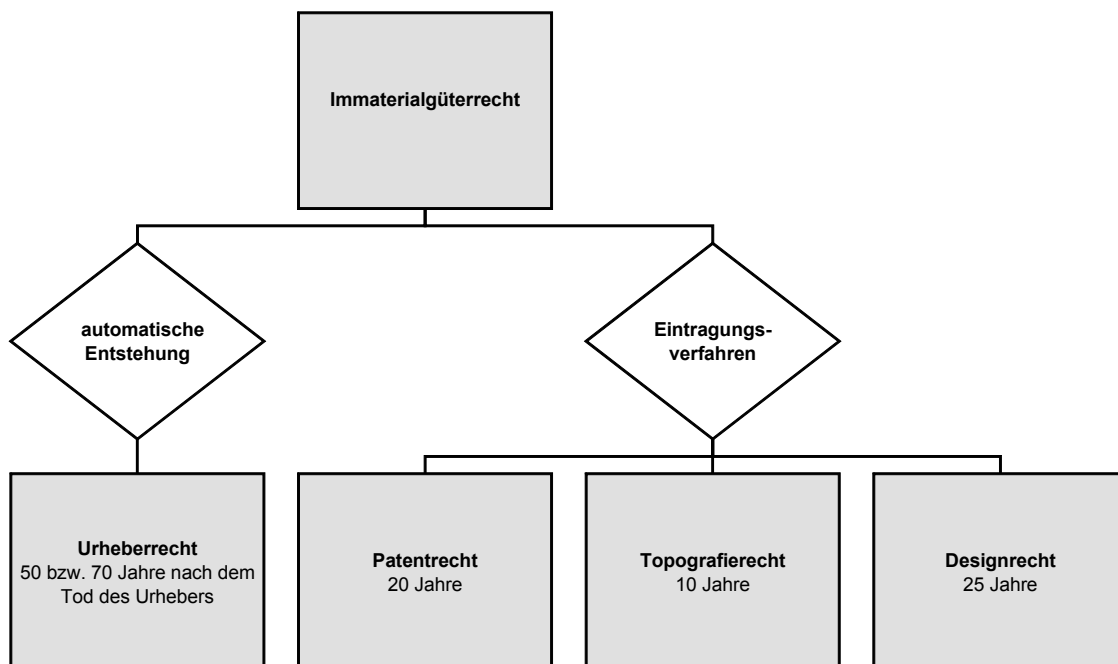 Immaterialgüterrecht
automatische
Entstehung
Eintragungs-
verfahren
Urheberrecht
50 bzw. 70 Jahre nach dem
Tod des Urhebers
Patentrecht
20 Jahre
Topografierecht
10 Jahre
Designrecht
25 Jahre